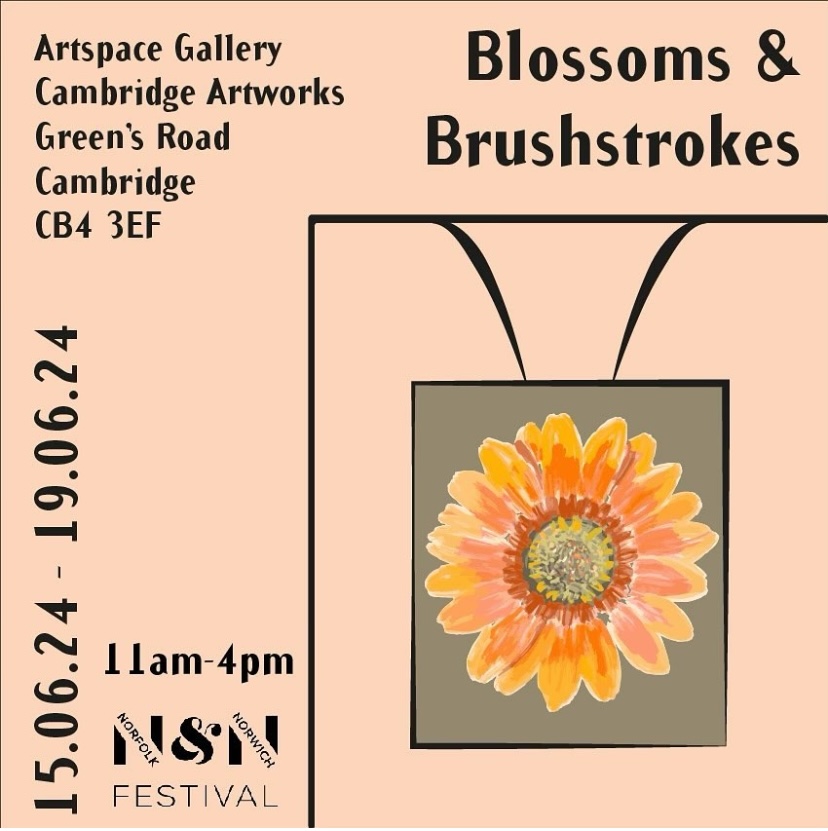 Artspace Gallery
Cambridge Artworks
Green's Road
Cambridge
CB4 3EF
Blossoms &
Brushstrokes
15.06.24 - 19.06.24
11am-4pm
N&N
NORFOLK
NORWICH
FESTIVAL